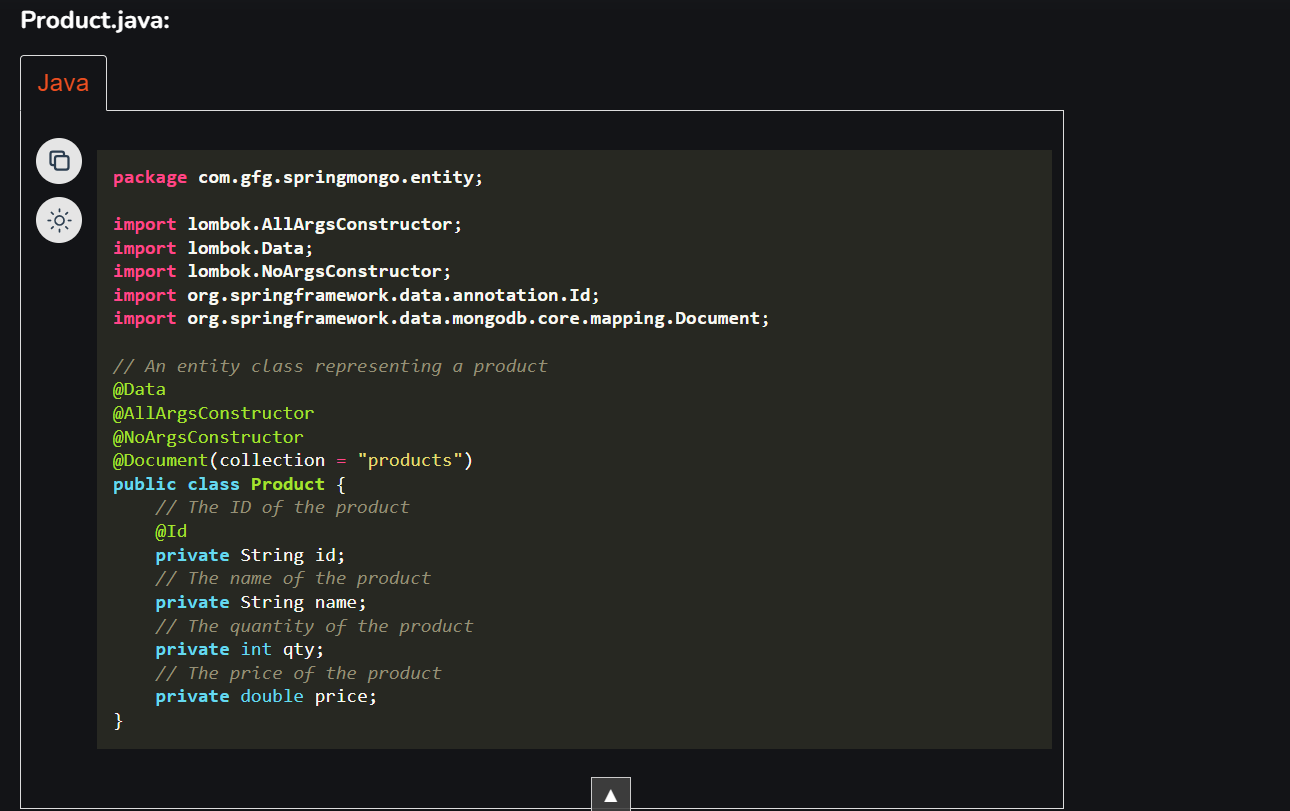 Product.java:
Java
package com.gfg.springmongo.entity;
import lombok.AllArgsConstructor;
import lombok.Data;
import lombok.NoArgsConstructor;
import org.springframework.data.annotation.Id;
import org.springframework.data.mongodb.core.mapping.Document;
// An entity class representing a product
@Data
@AllArgsConstructor
@NoArgsConstructor
@Document(collection = "products")
public class Product {
    // The ID of the product
    @Id
    private String id;
    // The name of the product
    private String name;
    // The quantity of the product
    private int qty;
    // The price of the product
    private double price;
}